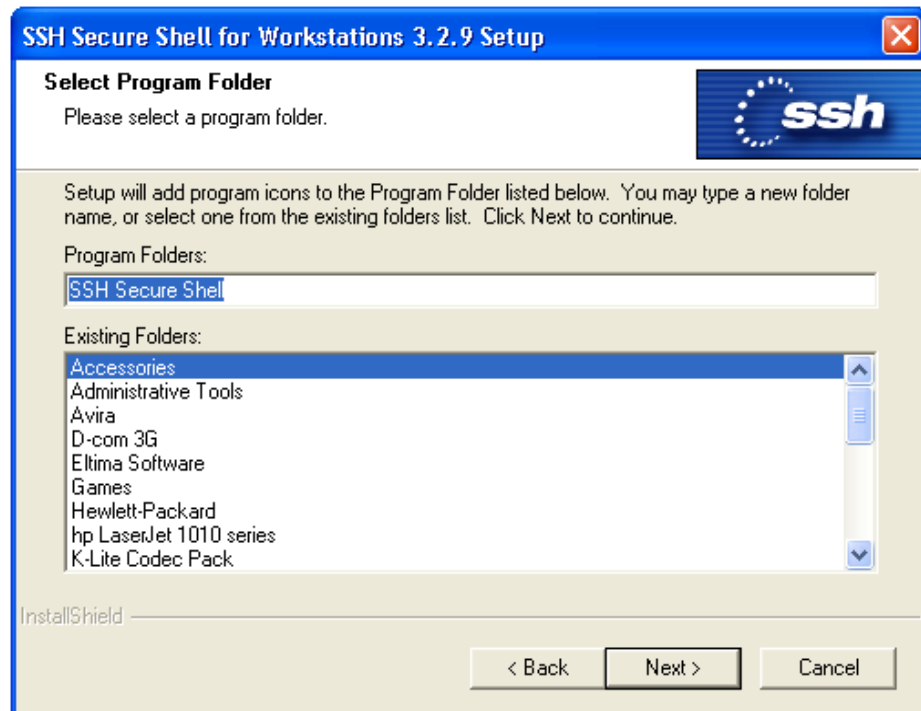 SSH Secure Shell for Workstations 3.2.9 Setup
Select Program Folder
Please select a program folder.
ssh
Setup will add program icons to the Program Folder listed below.  You may type a new folder
name, or select one from the existing folders list.  Click Next to continue.
Program Folders:
SSH Secure Shell
Existing Folders:
Accessories
Administrative Tools
Avira
D-com 3G
Eltima Software
Games
Hewlett-Packard
hp LaserJet 1010 series
K-Lite Codec Pack
InstallShield
< Back
Next >
Cancel